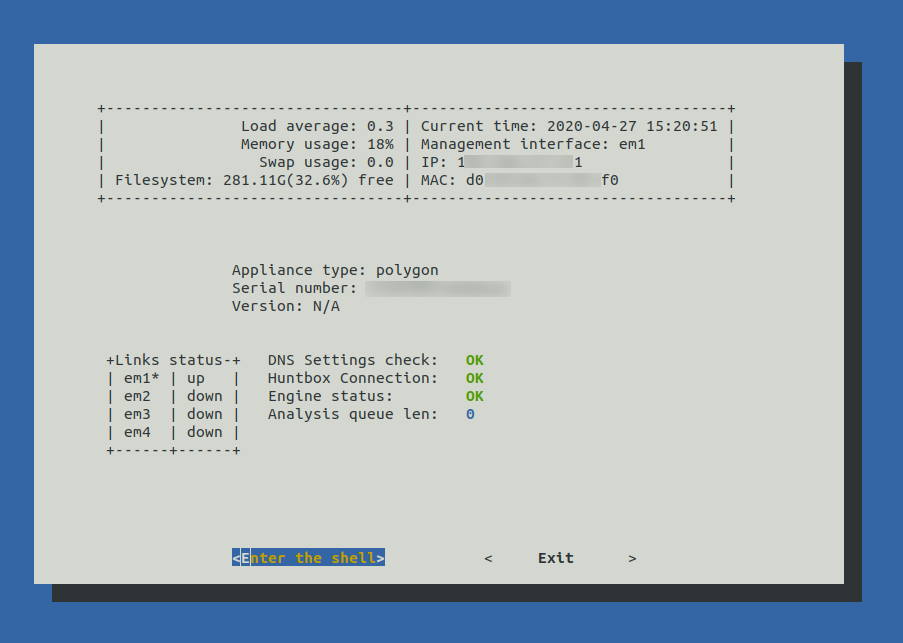 +----------------------------------+-----------------------------------+
|               Load average: 0.3 | Current time: 2020-04-27 15:20:51 |
|               Memory usage: 18% | Management interface: em1         |
|                 Swap usage: 0.0 | IP: 1            1                |
| Filesystem: 281.11G(32.6%) free | MAC: d0             f0            |
+----------------------------------+-----------------------------------+
Appliance type: polygon
Serial number:
Version: N/A
+Links status-+   DNS Settings check:   OK
| em1* | up   |   Huntbox Connection:   OK
| em2  | down |   Engine status:        OK
| em3  | down |   Analysis queue len:   0
| em4  | down |
+------+------+
<Enter the shell>           <     Exit      >